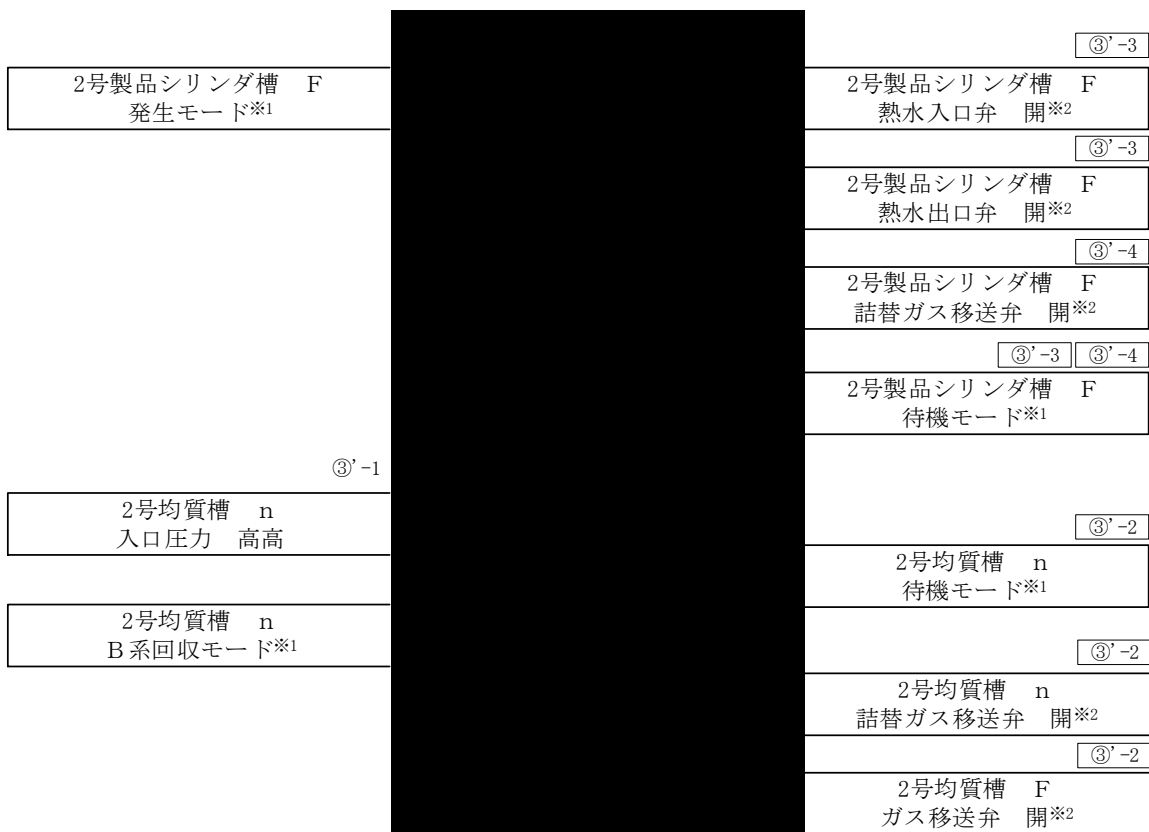 ③'-3
2号製品シリンダ槽　F
発生モード※1
2号製品シリンダ槽　F
熱水入口弁　開※2
③'-3
2号製品シリンダ槽　F
熱水出口弁　開※2
③'-4
2号製品シリンダ槽　F
詰替ガス移送弁　開※2
③'-3 ③'-4
2号製品シリンダ槽　F
待機モード※1
③'-1
2号均質槽　n
入口圧力　高高
③'-2
2号均質槽　n
待機モード※1
2号均質槽　n
B系回収モード※1
③'-2
2号均質槽　n
詰替ガス移送弁　開※2
③'-2
2号均質槽　F
ガス移送弁　開※2